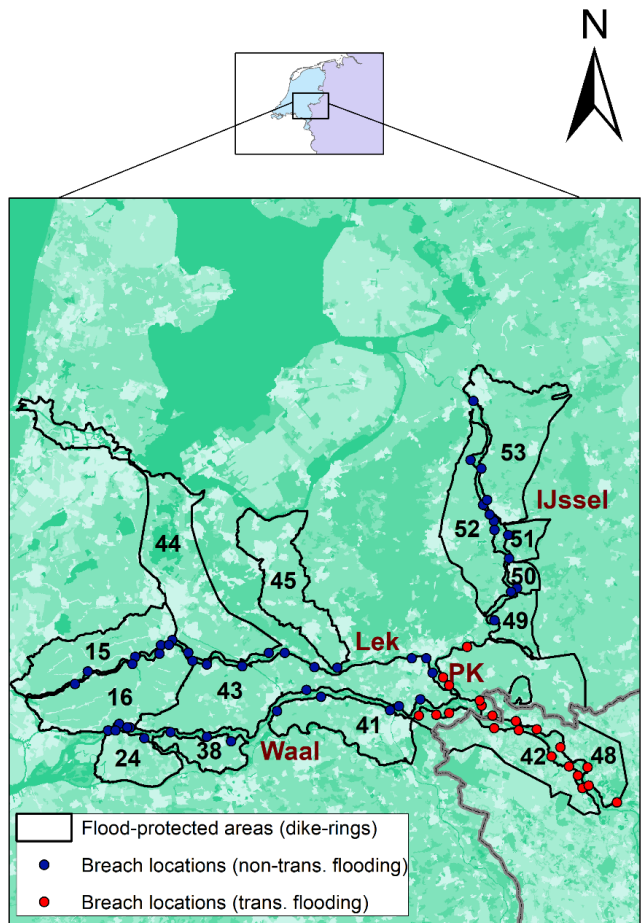 N
53
IJssel
52
51
44
50
45
49
15
Lek
PK
43
16
41
42
48
24
38
Waal
Flood-protected areas (dike-rings)
Breach locations (non-trans. flooding)
Breach locations (trans. flooding)